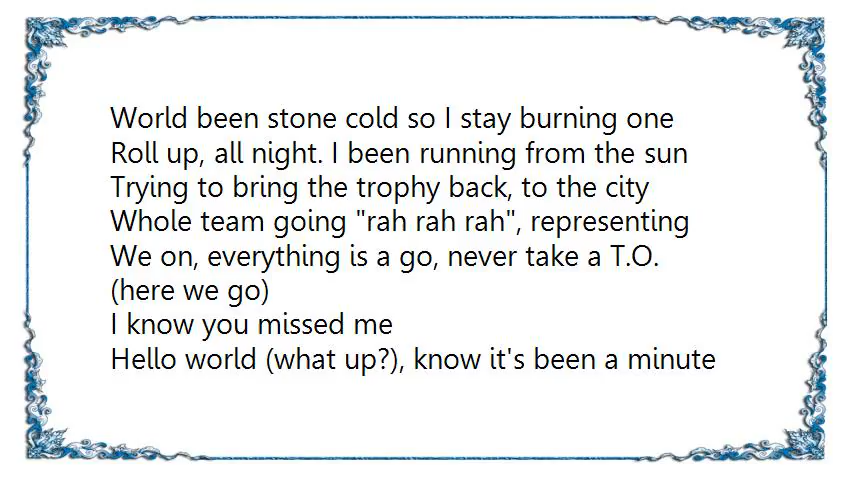 World been stone cold so I stay burning one
Roll up, all night. I been running from the sun
Trying to bring the trophy back, to the city
Whole team going "rah rah rah", representing
We on, everything is a go, never take a T.O.
(here we go)
I know you missed me
Hello world (what up?), know it's been a minute